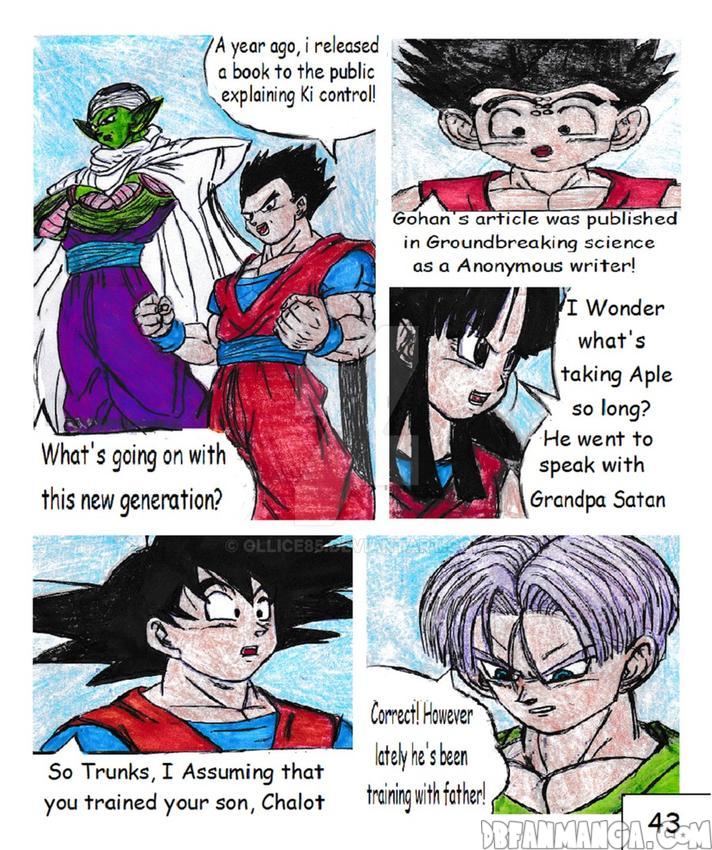 A year ago, i released
a book to the public
explaining Ki control!
What's going on with
this new generation?
Gohan's article was published
in Groundbreaking science
as a Anonymous writer!
I Wonder
what's
taking Aple
so long?
He went to
speak with
Grandpa Satan
So Trunks, I Assuming that
you trained your son, Chalot
Correct! However
lately he's been
training with father!
43
DBFANMANGA.COM